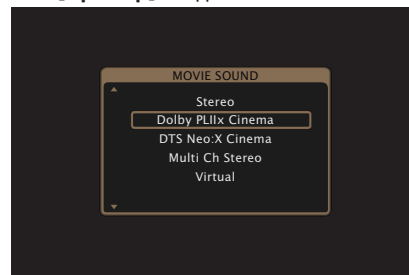 MOVIE SOUND
Stereo
Dolby PLIIx Cinema
DTS Neo:X Cinema
Multi Ch Stereo
Virtual